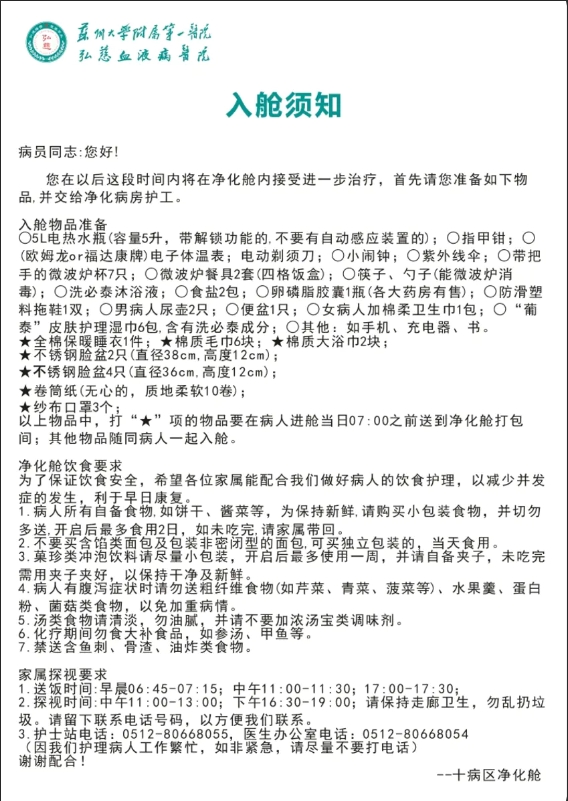 苏州大学附属第一医院
弘慈血液病医院
弘慈
入舱须知
病员同志:您好!
您在以后这段时间内将在净化舱内接受进一步治疗，首先请您准备如下物
品,并交给净化病房护工。
入舱物品准备
○5L电热水瓶(容量5升，带解锁功能的,不要有自动感应装置的)；○指甲钳；○
(欧姆龙or福达康牌)电子体温表；电动剃须刀；○小闹钟；○紫外线伞；○带把
手的微波炉杯7只；○微波炉餐具2套(四格饭盒)；○筷子、勺子(能微波炉消
毒)；○洗必泰沐浴液；○食盐2包；○卵磷脂胶囊1瓶(各大药房有售)；○防滑塑
料拖鞋1双；○男病人尿壶2只；○便盆1只；○女病人加棉柔卫生巾1包；○“葡
泰”皮肤护理湿巾6包,含有洗必泰成分；○其他：如手机、充电器、书。
★全棉保暖睡衣1件；★棉质毛巾6块；★棉质大浴巾2块；
★不锈钢脸盆2只(直径38cm,高度12cm)；
★不锈钢脸盆4只(直径36cm,高度12cm)；
★卷筒纸(无心的，质地柔软10卷)；
★纱布口罩3个；
以上物品中，打“★”项的物品要在病人进舱当日07:00之前送到净化舱打包
间；其他物品随同病人一起入舱。
净化舱饮食要求
为了保证饮食安全，希望各位家属能配合我们做好病人的饮食护理，以减少并发
症的发生，利于早日康复。
1.病人所有自备食物,如饼干、酱菜等，为保持新鲜,请购买小包装食物，并切勿
多送,开启后最多食用2日，如未吃完,请家属带回。
2.不要买含馅类面包及包装非密闭型的面包,可买独立包装的，当天食用。
3.菓珍类冲泡饮料请尽量小包装，开启后最多使用一周，并请自备夹子，未吃完
需用夹子夹好，以保持干净及新鲜。
4.病人有腹泻症状时请勿送粗纤维食物(如芹菜、青菜、菠菜等)、水果羹、蛋白
粉、菌菇类食物，以免加重病情。
5.汤类食物请清淡，勿油腻，并请不要加浓汤宝类调味剂。
6.化疗期间勿食大补食品，如参汤、甲鱼等。
7.禁送含鱼刺、骨渣、油炸类食物。
家属探视要求
1.送饭时间:早晨06:45-07:15；中午11:00-11:30；17:00-17:30；
2.探视时间:中午11:00-13:00；下午16:30-19:00；请保持走廊卫生，勿乱扔垃
圾。请留下联系电话号码，以方便我们联系。
3.护士站电话：0512-80668055，医生办公室电话：0512-80668054
（因我们护理病人工作繁忙，如非紧急，请尽量不要打电话）
谢谢配合！
--十病区净化舱